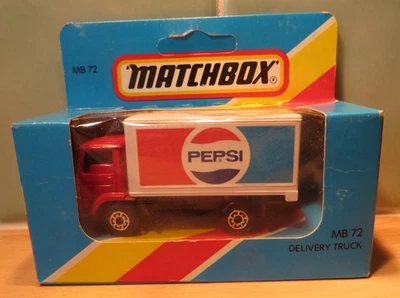 MB 72
"MATCHBOX"®
PEPSI
MB 72
DELIVERY TRUCK